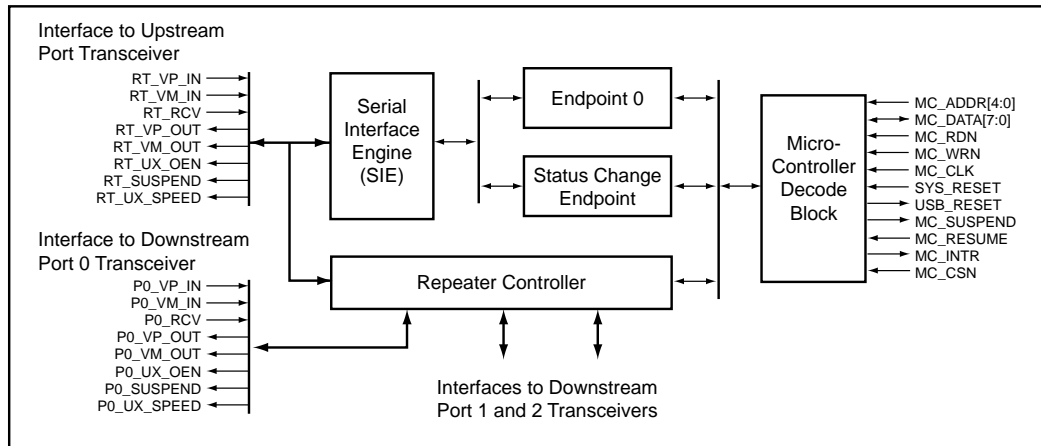 Interface to Upstream
Port Transceiver
RT_VP_IN
RT_VM_IN
RT_RCV
RT_VP_OUT
RT_VM_OUT
RT_UX_OEN
RT_SUSPEND
RT_UX_SPEED
Interface to Downstream
Port 0 Transceiver
P0_VP_IN
P0_VM_IN
P0_RCV
P0_VP_OUT
P0_VM_OUT
P0_UX_OEN
P0_SUSPEND
P0_UX_SPEED
Serial
Interface
Engine
(SIE)
Endpoint 0
Status Change
Endpoint
Repeater Controller
Interfaces to Downstream
Port 1 and 2 Transceivers
Micro-
Controller
Decode
Block
MC_ADDR[4:0]
MC_DATA[7:0]
MC_RDN
MC_WRN
MC_CLK
SYS_RESET
USB_RESET
MC_SUSPEND
MC_RESUME
MC_INTR
MC_CSN